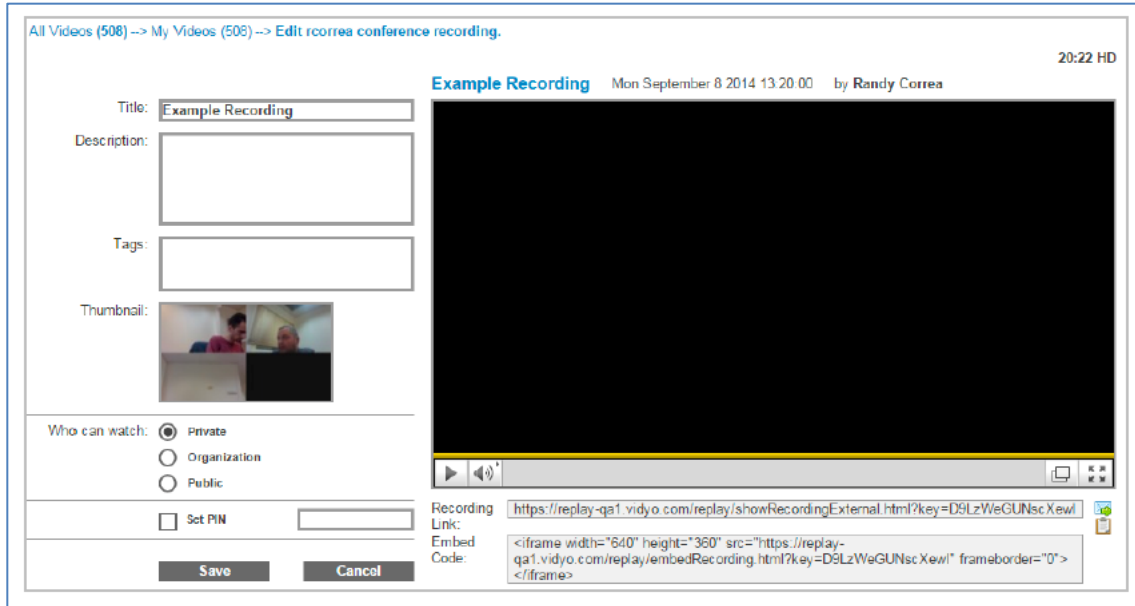 All Videos (508) --> My Videos (508) --> Edit rcorrea conference recording.
20:22 HD
Example Recording Mon September 8 2014 13:20:00 by Randy Correa
Title: Example Recording
Description:
Tags:
Thumbnail:
Who can watch: Private
Organization
Public
Set PIN
Save Cancel
Recording Link: https://replay-qa1.vidyo.com/replay/showRecordingExternal.html?key=D9LzWeGUNscXewl
Embed Code: <iframe width="640" height="360" src="https://replay-
qa1.vidyo.com/replay/embedRecording.html?key=D9LzWeGUNscXewl" frameborder="0">
</iframe>